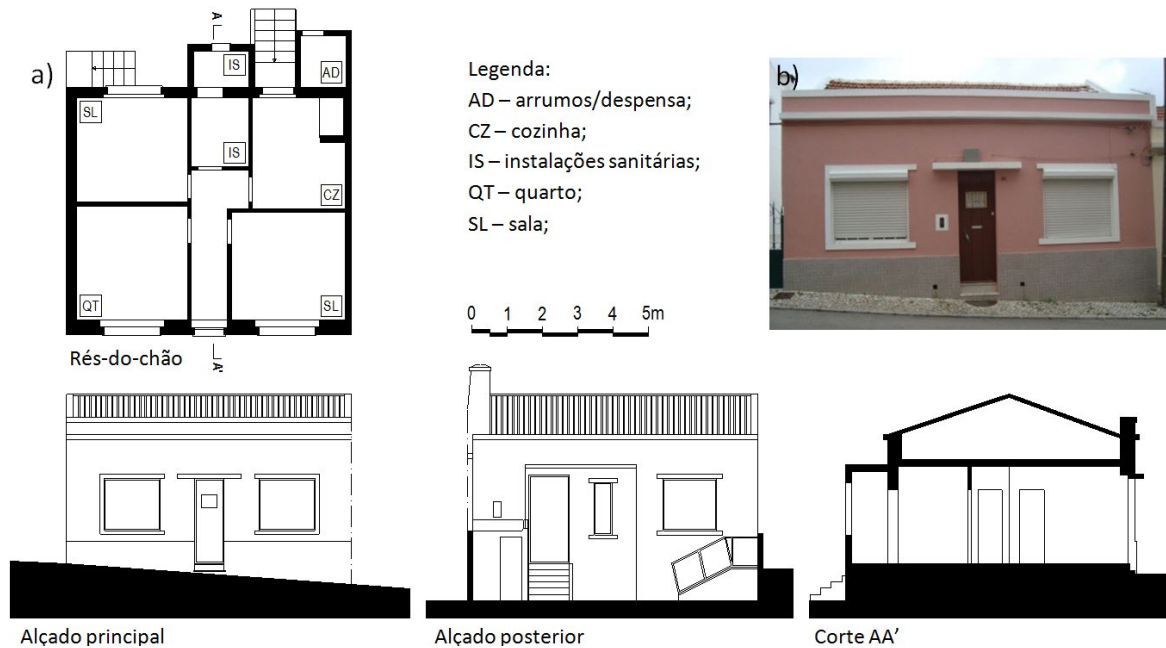 a)
A
IS
AD
SL
IS
CZ
QT
SL
A'
Rés-do-chão
Legenda:
AD – arrumos/despensa;
CZ – cozinha;
IS – instalações sanitárias;
QT – quarto;
SL – sala;
0 1 2 3 4 5m
b)
Alçado principal
Alçado posterior
Corte AA’